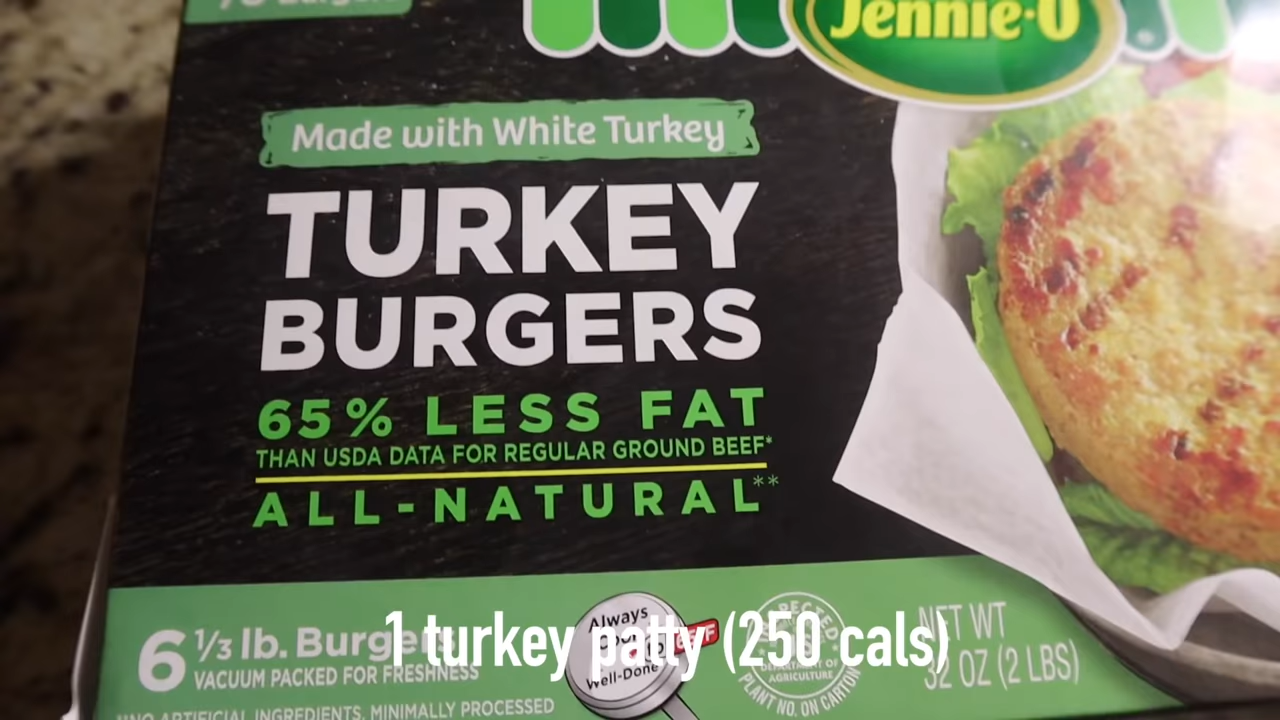 Jennie-O
Made with White Turkey
TURKEY
BURGERS
65% LESS FAT
THAN USDA DATA FOR REGULAR GROUND BEEF*
ALL-NATURAL**
6 1/3 lb. Burgers
VACUUM PACKED FOR FRESHNESS
Always
Well-Done
DEPARTMENT OF
AGRICULTURE
PLANT NO. ON CARTON
NET WT
32 OZ (2 LBS)
1 turkey patty (250 cals)
NO ARTIFICIAL INGREDIENTS, MINIMALLY PROCESSED